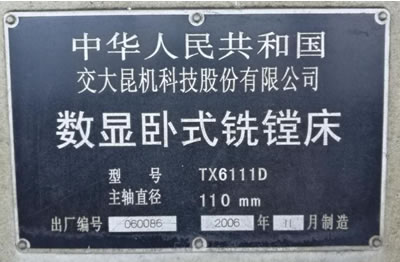 中华人民共和国
交大昆机科技股份有限公司
数显卧式铣镗床
型号 TX6111D
主轴直径 110 mm
出厂编号 060086 2006 年 11 月制造